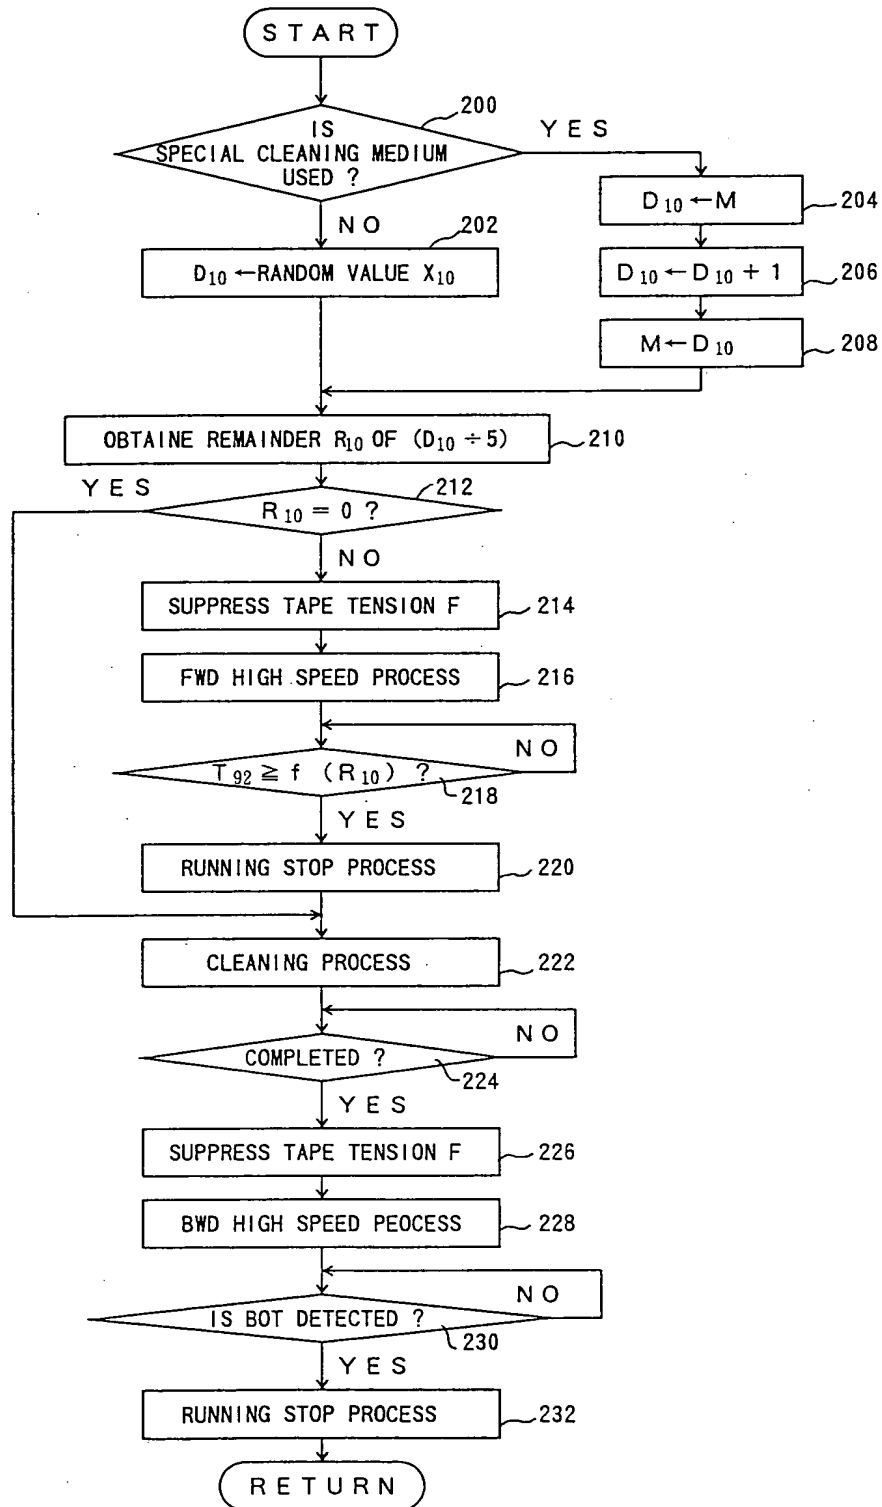 START
200
IS
SPECIAL CLEANING MEDIUM
USED ?
YES
NO
202
D10 ←RANDOM VALUE X10
D10 ←M
204
D10 ← D10 + 1
206
M← D10
208
OBTAINE REMAINDER R10 OF (D10 ÷ 5)
210
YES
212
R10 = 0 ?
NO
SUPPRESS TAPE TENSION F
214
FWD HIGH SPEED PROCESS
216
NO
T92 ≧ f (R10) ?
218
YES
RUNNING STOP PROCESS
220
CLEANING PROCESS
222
NO
COMPLETED ?
224
YES
SUPPRESS TAPE TENSION F
226
BWD HIGH SPEED PEOCESS
228
NO
IS BOT DETECTED ?
230
YES
RUNNING STOP PROCESS
232
RETURN